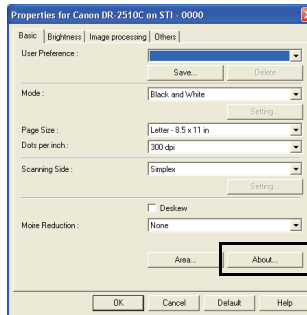 Properties for Canon DR-2510C on STI - 0000
Basic Brightness Image processing Others
User Preference :
Save... Delete
Mode : Black and White
Setting...
Page Size : Letter - 8.5 x 11 in
Dots per inch : 300 dpi
Scanning Side : Simplex
Setting...
Deskew
Moire Reduction : None
Area... About...
OK Cancel Default Help